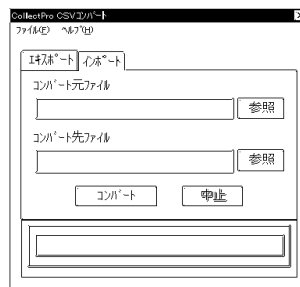 CollectPro CSVｺﾝﾊﾞｰﾄ
ﾌｧｲﾙ(F) ﾍﾙﾌﾟ(H)
ｴｷｽﾎﾟｰﾄ ｲﾝﾎﾟｰﾄ
ｺﾝﾊﾞｰﾄ元ﾌｧｲﾙ
参照
ｺﾝﾊﾞｰﾄ先ﾌｧｲﾙ
参照
ｺﾝﾊﾞｰﾄ 中止